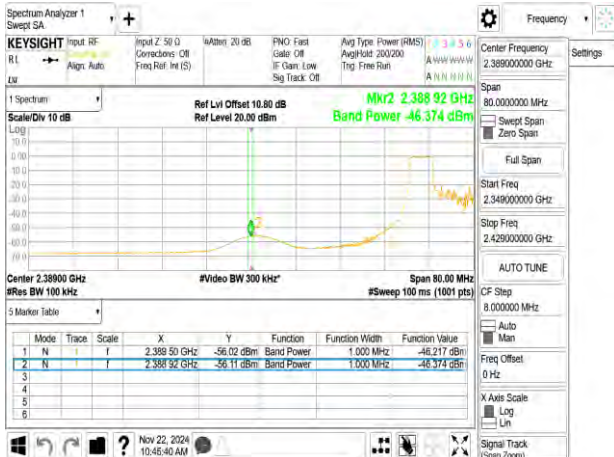 Spectrum Analyzer 1
Swept SA
+
Frequency
KEYSIGHT
Input: RF
Input Z: 50 Ω
#Atten: 20 dB
PNO: Fast
Avg Type: Power (RMS)
RL
Align: Auto
Corrections: Off
Freq Ref: Int (S)
Gate: Off
IF Gain: Low
Sig Track: Off
Avg|Hold: 200/200
Trig: Free Run
A N N N N N
LW
1 Spectrum
Scale/Div 10 dB
Ref Lvl Offset 10.80 dB
Ref Level 20.00 dBm
Mkr2 2.388 92 GHz
Band Power -46.374 dBm
Log
10.0
0.00
Center 2.38900 GHz
#Res BW 100 kHz
#Video BW 300 kHz*
Span 80.00 MHz
#Sweep 100 ms (1001 pts)
5 Marker Table
Mode Trace Scale X Y Function Function Width Function Value
1 N 1 f 2.389 50 GHz -56.02 dBm Band Power 1.000 MHz -46.217 dBm
2 N 1 f 2.388 92 GHz -56.11 dBm Band Power 1.000 MHz -46.374 dBm
3
4
5
6
Nov 22, 2024
10:45:40 AM
Center Frequency
2.389000000 GHz
Settings
Span
80.0000000 MHz
Swept Span
Zero Span
Full Span
Start Freq
2.349000000 GHz
Stop Freq
2.429000000 GHz
AUTO TUNE
CF Step
8.000000 MHz
Auto
Man
Freq Offset
0 Hz
X Axis Scale
Log
Lin
Signal Track
(Span Zoom)